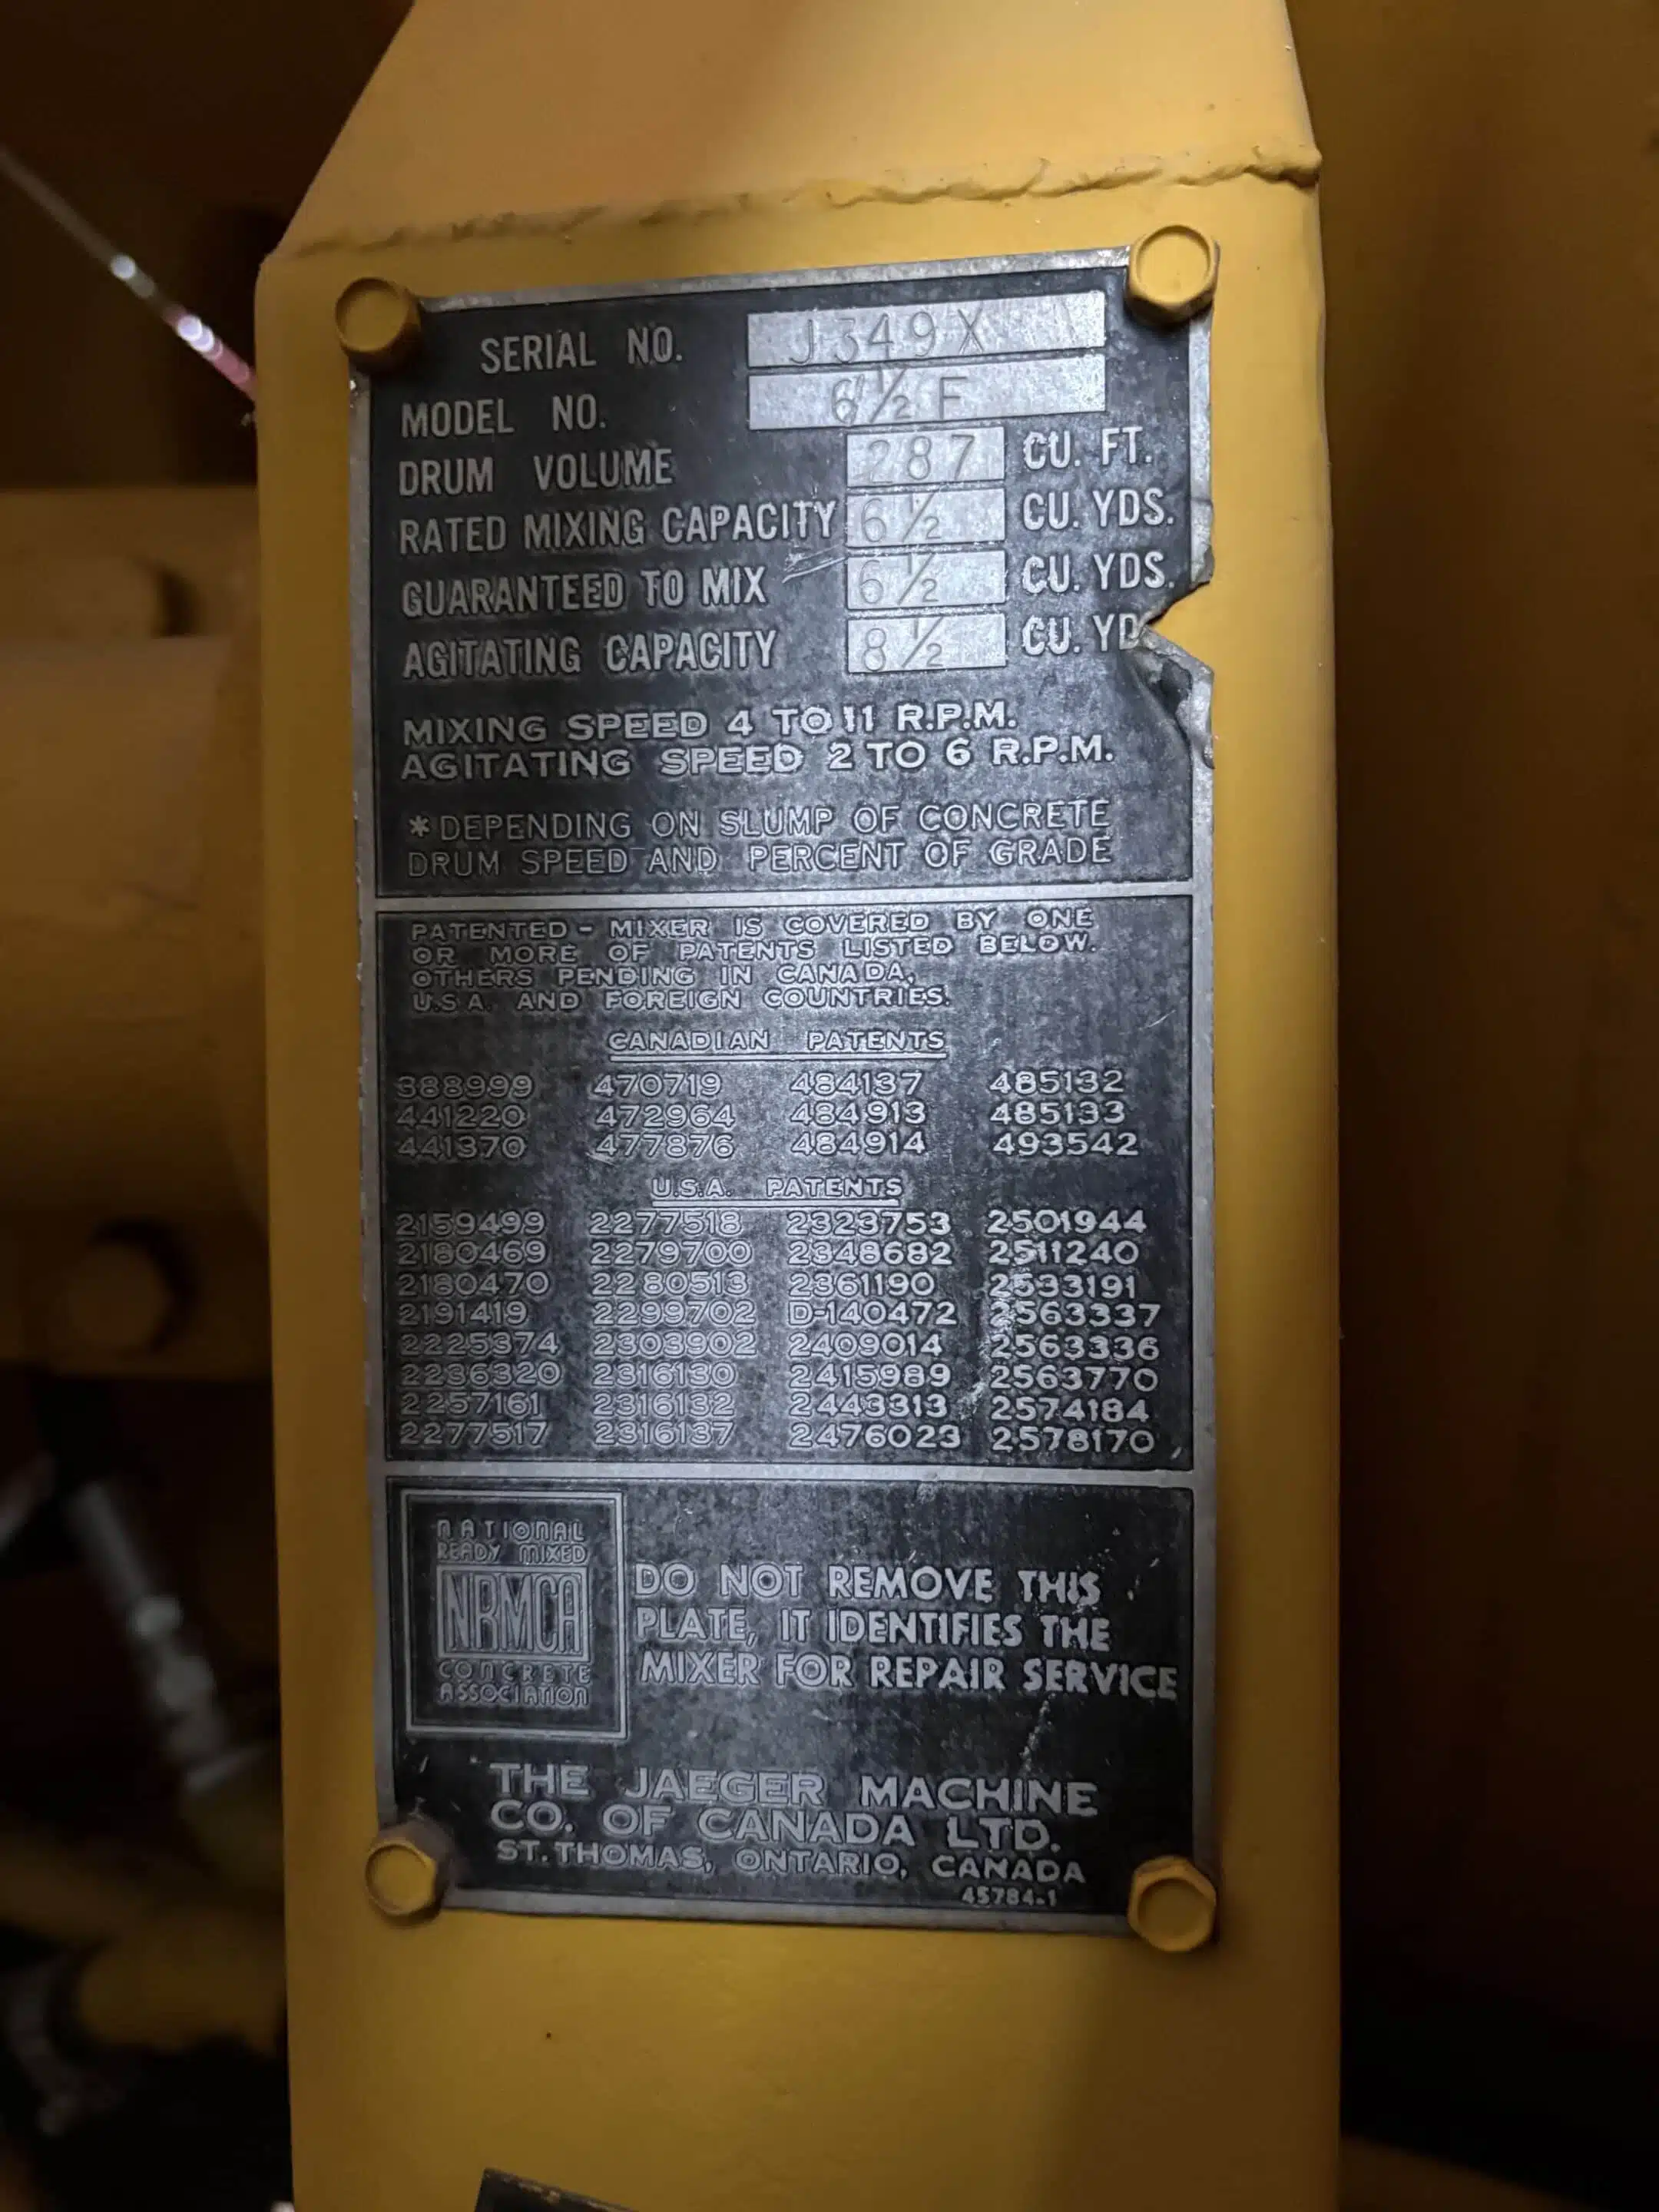 SERIAL NO. J349X
MODEL NO. 6½ F
DRUM VOLUME 287 CU. FT.
RATED MIXING CAPACITY 6½ CU. YDS.
GUARANTEED TO MIX 6½ CU. YDS.
AGITATING CAPACITY 8½ CU. YD
MIXING SPEED 4 TO 11 R.P.M.
AGITATING SPEED 2 TO 6 R.P.M.
*DEPENDING ON SLUMP OF CONCRETE
DRUM SPEED AND PERCENT OF GRADE
PATENTED - MIXER IS COVERED BY ONE
OR MORE OF PATENTS LISTED BELOW.
OTHERS PENDING IN CANADA,
U.S.A. AND FOREIGN COUNTRIES.
CANADIAN PATENTS
388999 470719 484137 485132
441220 472964 484913 485133
441370 477876 484914 493542
U.S.A. PATENTS
2159499 2277518 2323753 2501944
2180469 2279700 2348682 2511240
2180470 2280513 2361190 2533191
2191419 2299702 D-140472 2563337
2225374 2303902 2409014 2563336
2236320 2316130 2415989 2563770
2257161 2316132 2443313 2574184
2277517 2316137 2476023 2578170
NATIONAL
READY MIXED
NRMCA
CONCRETE
ASSOCIATION
DO NOT REMOVE THIS
PLATE, IT IDENTIFIES THE
MIXER FOR REPAIR SERVICE
THE JAEGER MACHINE
CO. OF CANADA LTD.
ST. THOMAS, ONTARIO, CANADA
45784-1